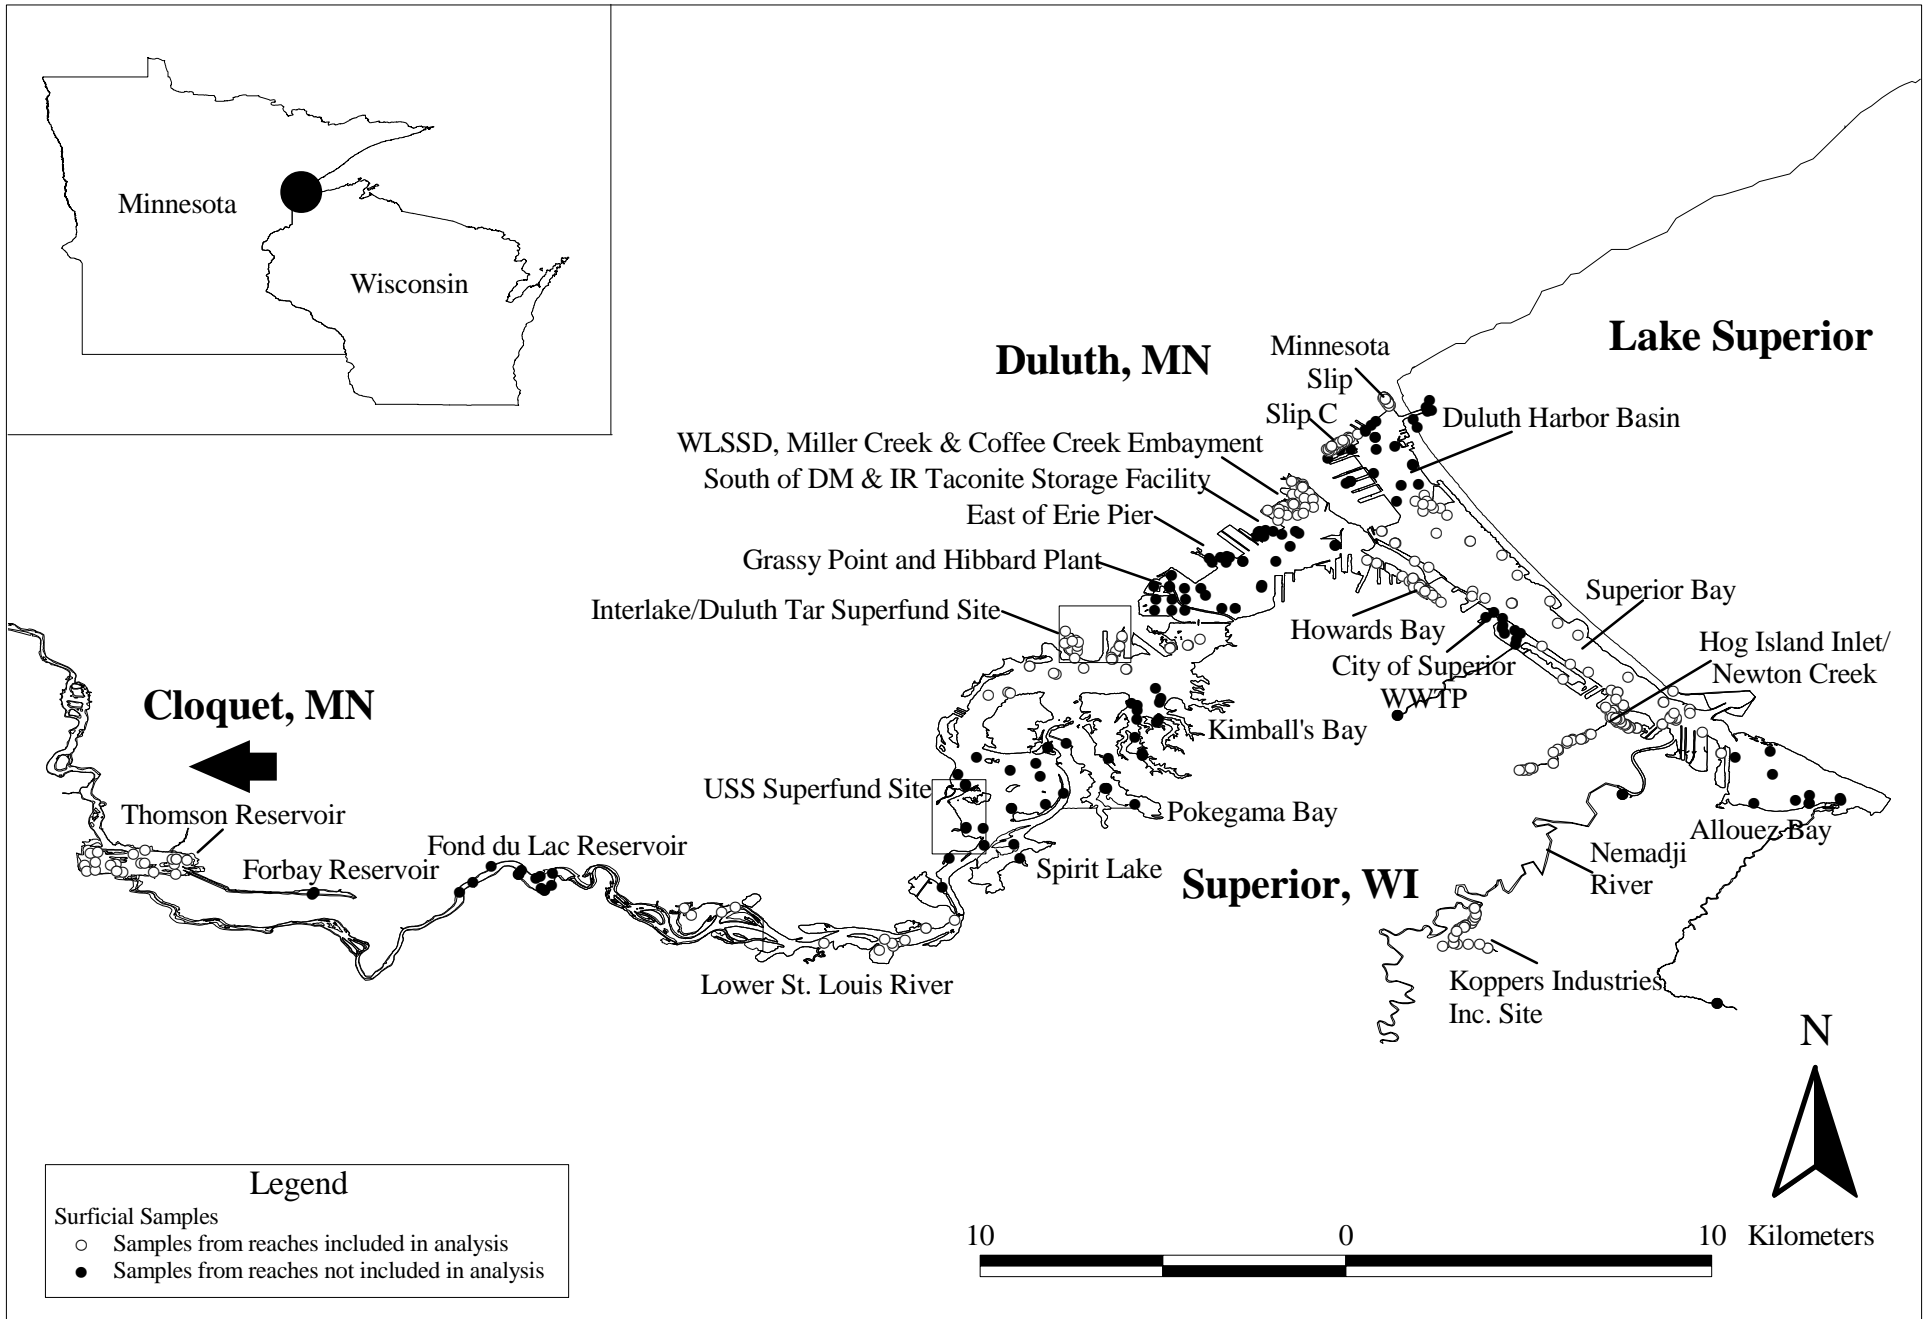 Minnesota
Wisconsin
Duluth, MN
Lake Superior
Minnesota
Slip
Slip C
Duluth Harbor Basin
WLSSD, Miller Creek & Coffee Creek Embayment
South of DM & IR Taconite Storage Facility
East of Erie Pier
Grassy Point and Hibbard Plant
Interlake/Duluth Tar Superfund Site
Superior Bay
Howards Bay
City of Superior
WWTP
Hog Island Inlet/
Newton Creek
Cloquet, MN
Kimball's Bay
USS Superfund Site
Pokegama Bay
Thomson Reservoir
Forbay Reservoir
Fond du Lac Reservoir
Spirit Lake
Superior, WI
Allouez Bay
Nemadji
River
Lower St. Louis River
Koppers Industries
Inc. Site
N
Legend
Surficial Samples
Samples from reaches included in analysis
Samples from reaches not included in analysis
10 0 10 Kilometers